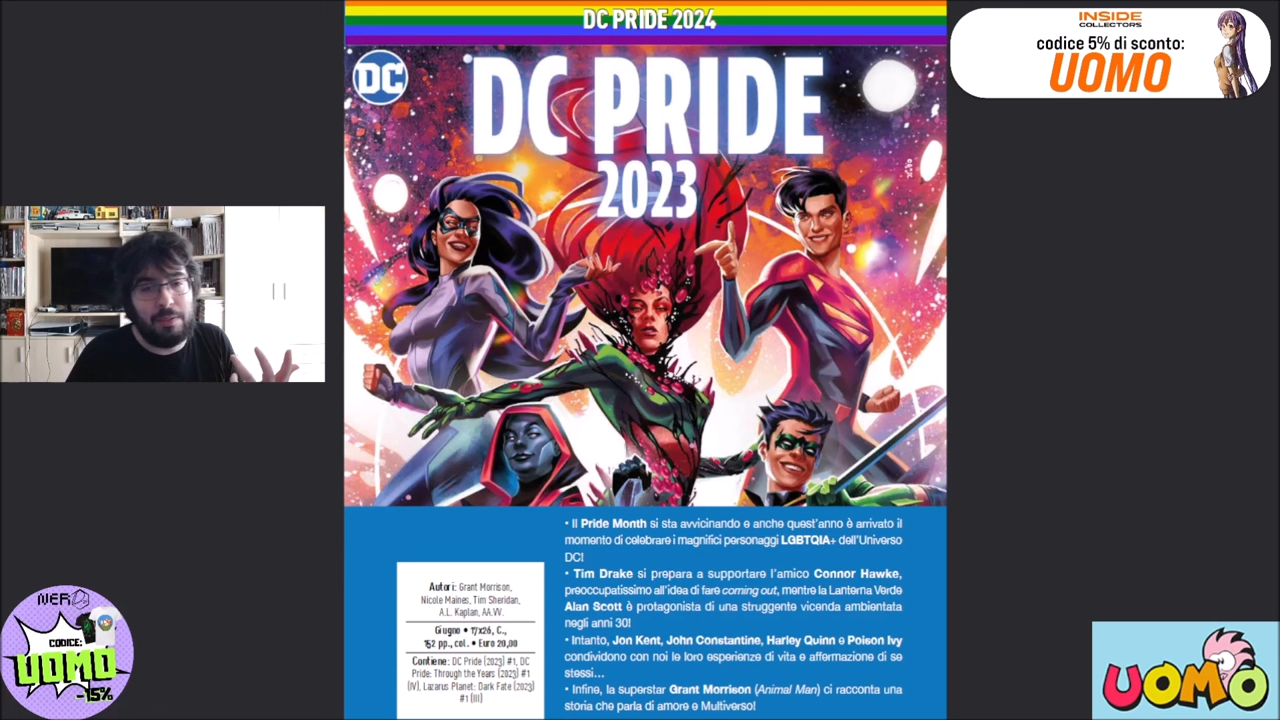 DC PRIDE 2024
DC
DC PRIDE
2023
INSIDE
COLLECTORS
codice 5% di sconto:
UOMO
• Il Pride Month si sta avvicinando e anche quest'anno è arrivato il
momento di celebrare i magnifici personaggi LGBTQIA+ dell'Universo
DC!
• Tim Drake si prepara a supportare l'amico Connor Hawke,
preoccupatissimo all'idea di fare coming out, mentre la Lanterna Verde
Alan Scott è protagonista di una struggente vicenda ambientata
negli anni 30!
• Intanto, Jon Kent, John Constantine, Harley Quinn e Poison Ivy
condividono con noi le loro esperienze di vita e affermazione di se
stessi...
• Infine, la superstar Grant Morrison (Animal Man) ci racconta una
storia che parla di amore e Multiverso!
Autori: Grant Morrison,
Nicole Maines, Tim Sheridan,
A.L. Kaplan, AA.VV.
Giugno • 17x26, C.,
152 pp., col. • Euro 20,00
Contiene: DC Pride (2023) #1, DC
Pride: Through the Years (2023) #1
(IV), Lazarus Planet: Dark Fate (2023)
#1 (III)
NERD
CODICE:
UOMO
-15%
UOMO